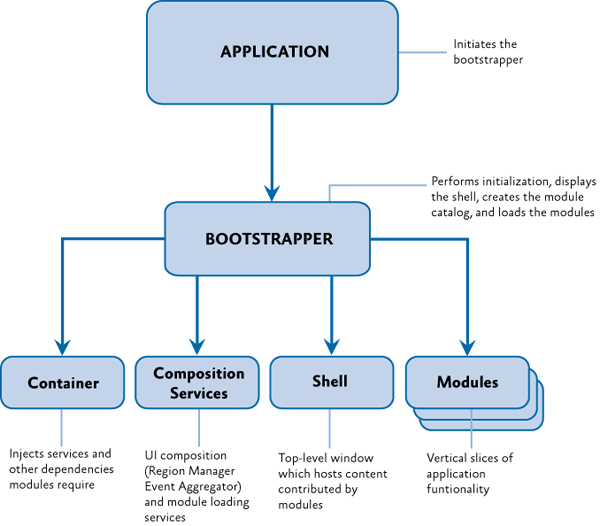 APPLICATION
Initiates the
bootstrapper
Performs initialization, displays
the shell, creates the module
catalog, and loads the modules
BOOTSTRAPPER
Container
Composition
Services
Shell
Modules
Injects services and
other dependencies
modules require
UI composition
(Region Manager
Event Aggregator)
and module loading
services
Top-level window
which hosts content
contributed by
modules
Vertical slices of
application
funtionality